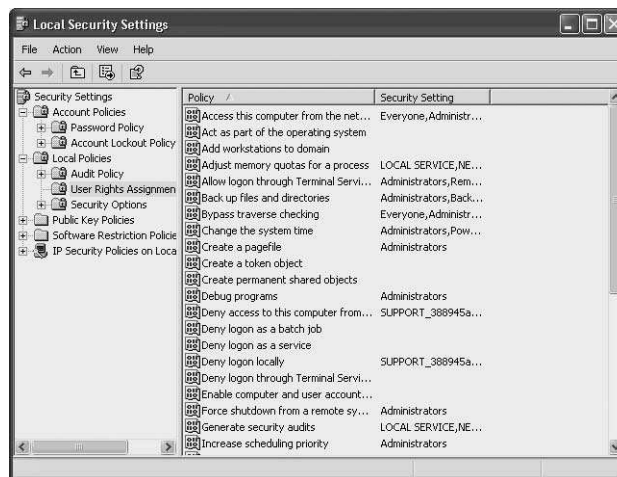 Local Security Settings
File Action View Help
Security Settings
Account Policies
Password Policy
Account Lockout Policy
Local Policies
Audit Policy
User Rights Assignmen
Security Options
Public Key Policies
Software Restriction Policie
IP Security Policies on Loca
Policy Security Setting
Access this computer from the net... Everyone,Administr...
Act as part of the operating system
Add workstations to domain
Adjust memory quotas for a process LOCAL SERVICE,NE...
Allow logon through Terminal Servi... Administrators,Rem...
Back up files and directories Administrators,Back...
Bypass traverse checking Everyone,Administr...
Change the system time Administrators,Pow...
Create a pagefile Administrators
Create a token object
Create permanent shared objects
Debug programs Administrators
Deny access to this computer from... SUPPORT_388945a...
Deny logon as a batch job
Deny logon as a service
Deny logon locally SUPPORT_388945a...
Deny logon through Terminal Servi...
Enable computer and user account...
Force shutdown from a remote sy... Administrators
Generate security audits LOCAL SERVICE,NE...
Increase scheduling priority Administrators